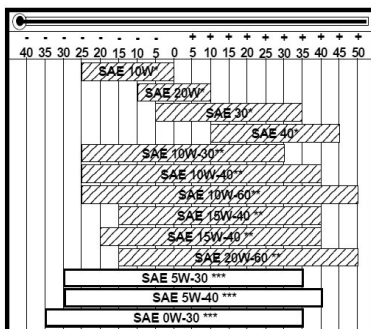 - - - - - - - - + + + + + + + + + +
40 35 30 25 20 15 10 5 0 5 10 15 20 25 30 35 40 45 50
SAE 10W*
SAE 20W*
SAE 30*
SAE 40*
SAE 10W-30**
SAE 10W-40**
SAE 10W-60**
SAE 15W-40 **
SAE 15W-40 **
SAE 20W-60 **
SAE 5W-30 ***
SAE 5W-40 ***
SAE 0W-30 ***